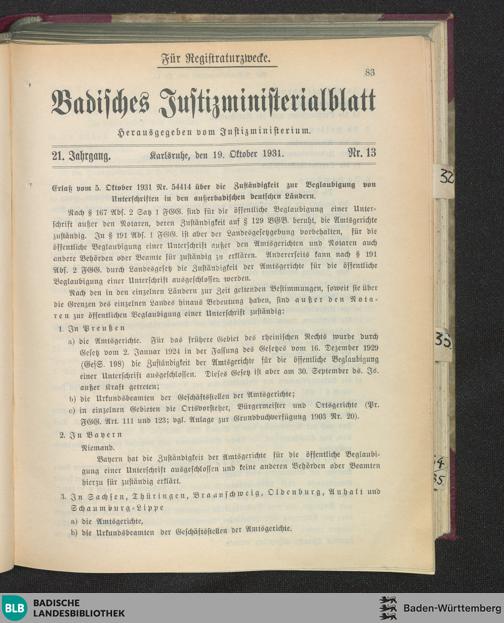 Für Registraturzwecke.
83
Badisches Justizministerialblatt
Herausgegeben vom Justizministerium.
21. Jahrgang. Karlsruhe, den 19. Oktober 1931. Nr. 13
Erlaß vom 5. Oktober 1931 Nr. 54414 über die Zuständigkeit zur Beglaubigung von
Unterschriften in den außerbadischen deutschen Ländern.
Nach § 167 Abs. 2 Satz 1 FGG. sind für die öffentliche Beglaubigung einer Unter-
schrift außer den Notaren, deren Zuständigkeit auf § 129 BGB. beruht, die Amtsgerichte
zuständig. In § 191 Abs. 1 FGG. ist aber der Landesgesetzgebung vorbehalten, für die
öffentliche Beglaubigung einer Unterschrift außer den Amtsgerichten und Notaren auch
andere Behörden oder Beamte für zuständig zu erklären. Andererseits kann nach § 191
Abs. 2 FGG. durch Landesgesetz die Zuständigkeit der Amtsgerichte für die öffentliche
Beglaubigung einer Unterschrift ausgeschlossen werden.
Nach den in den einzelnen Ländern zur Zeit geltenden Bestimmungen, soweit sie über
die Grenzen des einzelnen Landes hinaus Bedeutung haben, sind außer den Nota-
ren zur öffentlichen Beglaubigung einer Unterschrift zuständig:
1. In Preußen
a) die Amtsgerichte. Für das frühere Gebiet des rheinischen Rechts wurde durch
Gesetz vom 2. Januar 1924 in der Fassung des Gesetzes vom 16. Dezember 1929
(GesS. 198) die Zuständigkeit der Amtsgerichte für die öffentliche Beglaubigung
einer Unterschrift ausgeschlossen. Dieses Gesetz ist aber am 30. September ds. Js.
außer Kraft getreten;
b) die Urkundsbeamten der Geschäftsstellen der Amtsgerichte;
c) in einzelnen Gebieten die Ortsvorsteher, Bürgermeister und Ortsgerichte (Pr.
FGG. Art. 111 und 123; vgl. Anlage zur Grundbuchverfügung 1903 Nr. 20).
2. In Bayern
Niemand.
Bayern hat die Zuständigkeit der Amtsgerichte für die öffentliche Beglaubi-
gung einer Unterschrift ausgeschlossen und keine anderen Behörden oder Beamten
hierzu für zuständig erklärt.
3. In Sachsen, Thüringen, Braunschweig, Oldenburg, Anhalt und
Schaumburg-Lippe
a) die Amtsgerichte,
b) die Urkundsbeamten der Geschäftsstellen der Amtsgerichte.
32
33
35
BLB BADISCHE
LANDESBIBLIOTHEK
Baden-Württemberg